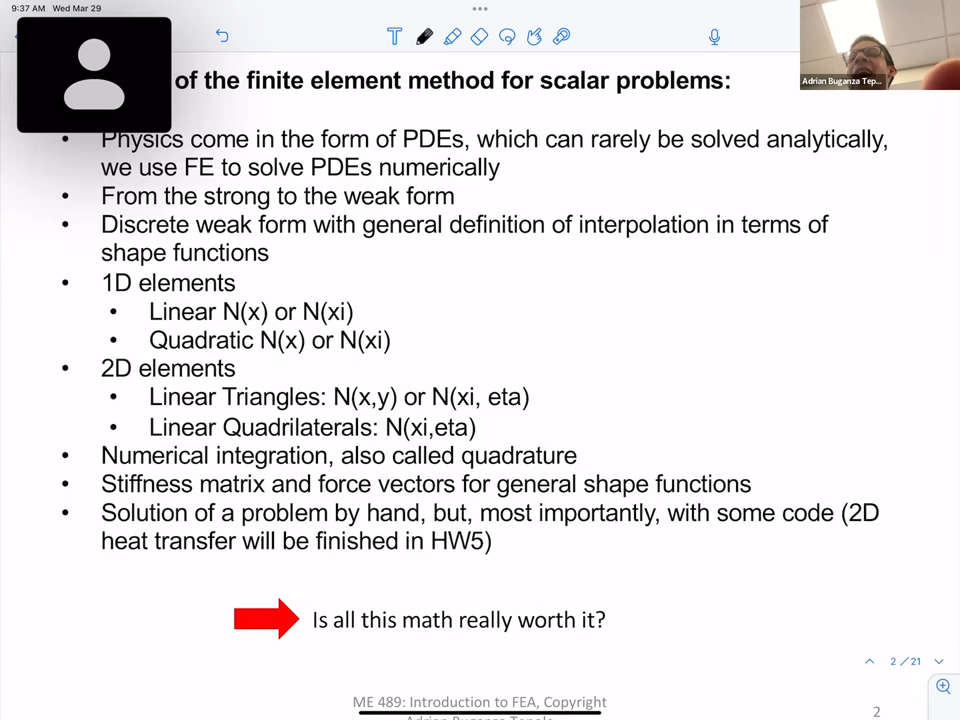 9:37 AM Wed Mar 29
T
Adrian Buganza Tep...
of the finite element method for scalar problems:
• Physics come in the form of PDEs, which can rarely be solved analytically,
we use FE to solve PDEs numerically
• From the strong to the weak form
• Discrete weak form with general definition of interpolation in terms of
shape functions
• 1D elements
• Linear N(x) or N(xi)
• Quadratic N(x) or N(xi)
• 2D elements
• Linear Triangles: N(x,y) or N(xi, eta)
• Linear Quadrilaterals: N(xi,eta)
• Numerical integration, also called quadrature
• Stiffness matrix and force vectors for general shape functions
• Solution of a problem by hand, but, most importantly, with some code (2D
heat transfer will be finished in HW5)
Is all this math really worth it?
2 / 21
ME 489: Introduction to FEA, Copyright
Adrian Buganza Tepole
2